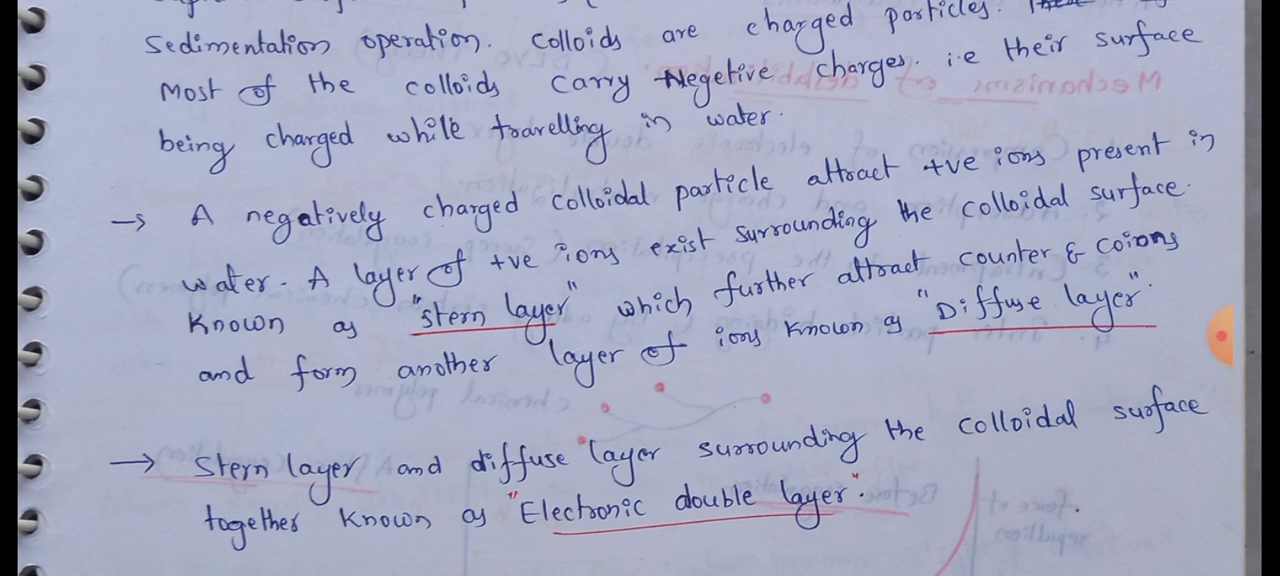 sedimentation operation. colloids are charged particles.
Most of the colloids carry Negetive charges. i.e their surface
being charged while travelling in water.
→ A negatively charged colloidal particle attract +ve ions present in
water. A layer of +ve ions exist surrounding the colloidal surface.
known as "stern layer" which further attract counter & coions
and form another layer of ions known as "Diffuse layer".
→ Stern layer and diffuse layer surrounding the colloidal surface
together known as "Electronic double layer".